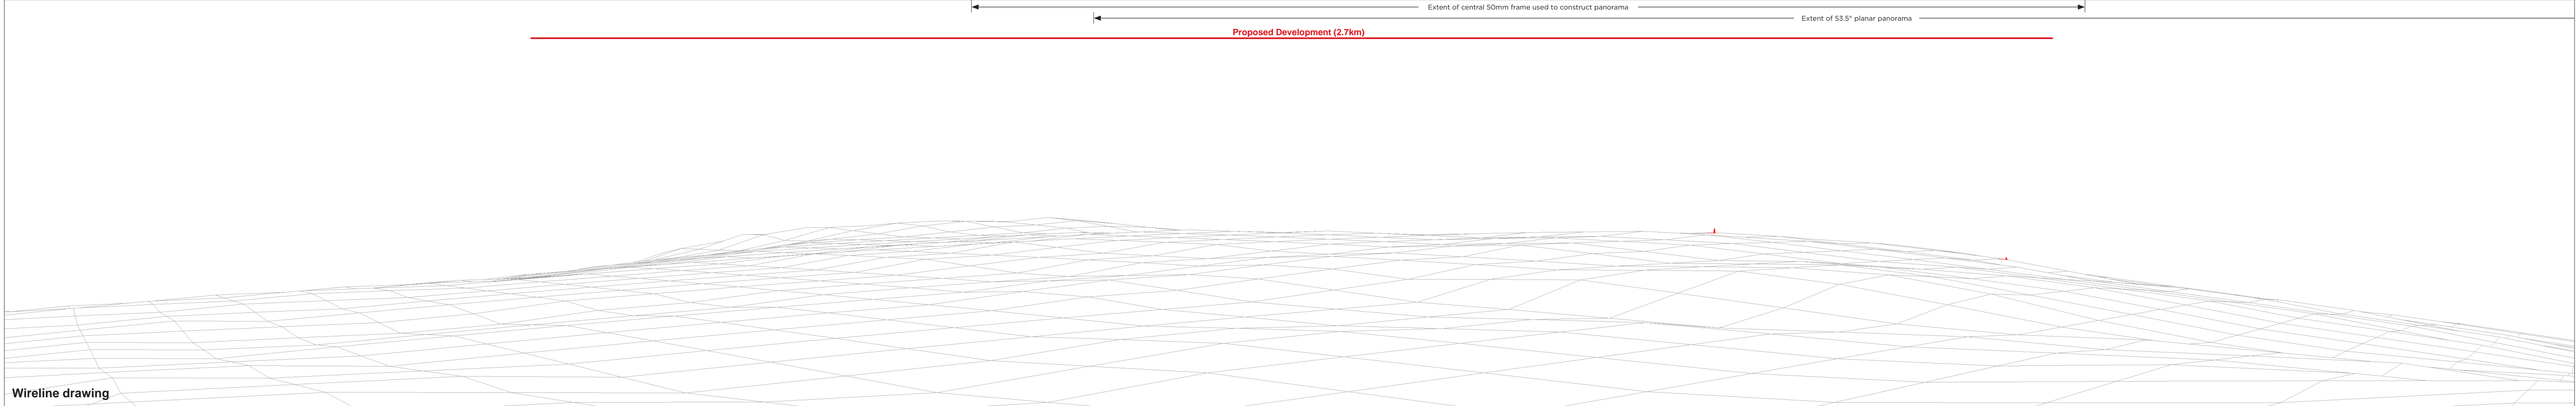 Extent of central 50mm frame used to construct panorama
Extent of 53.5° planar panorama
Proposed Development (2.7km)
Wireline drawing